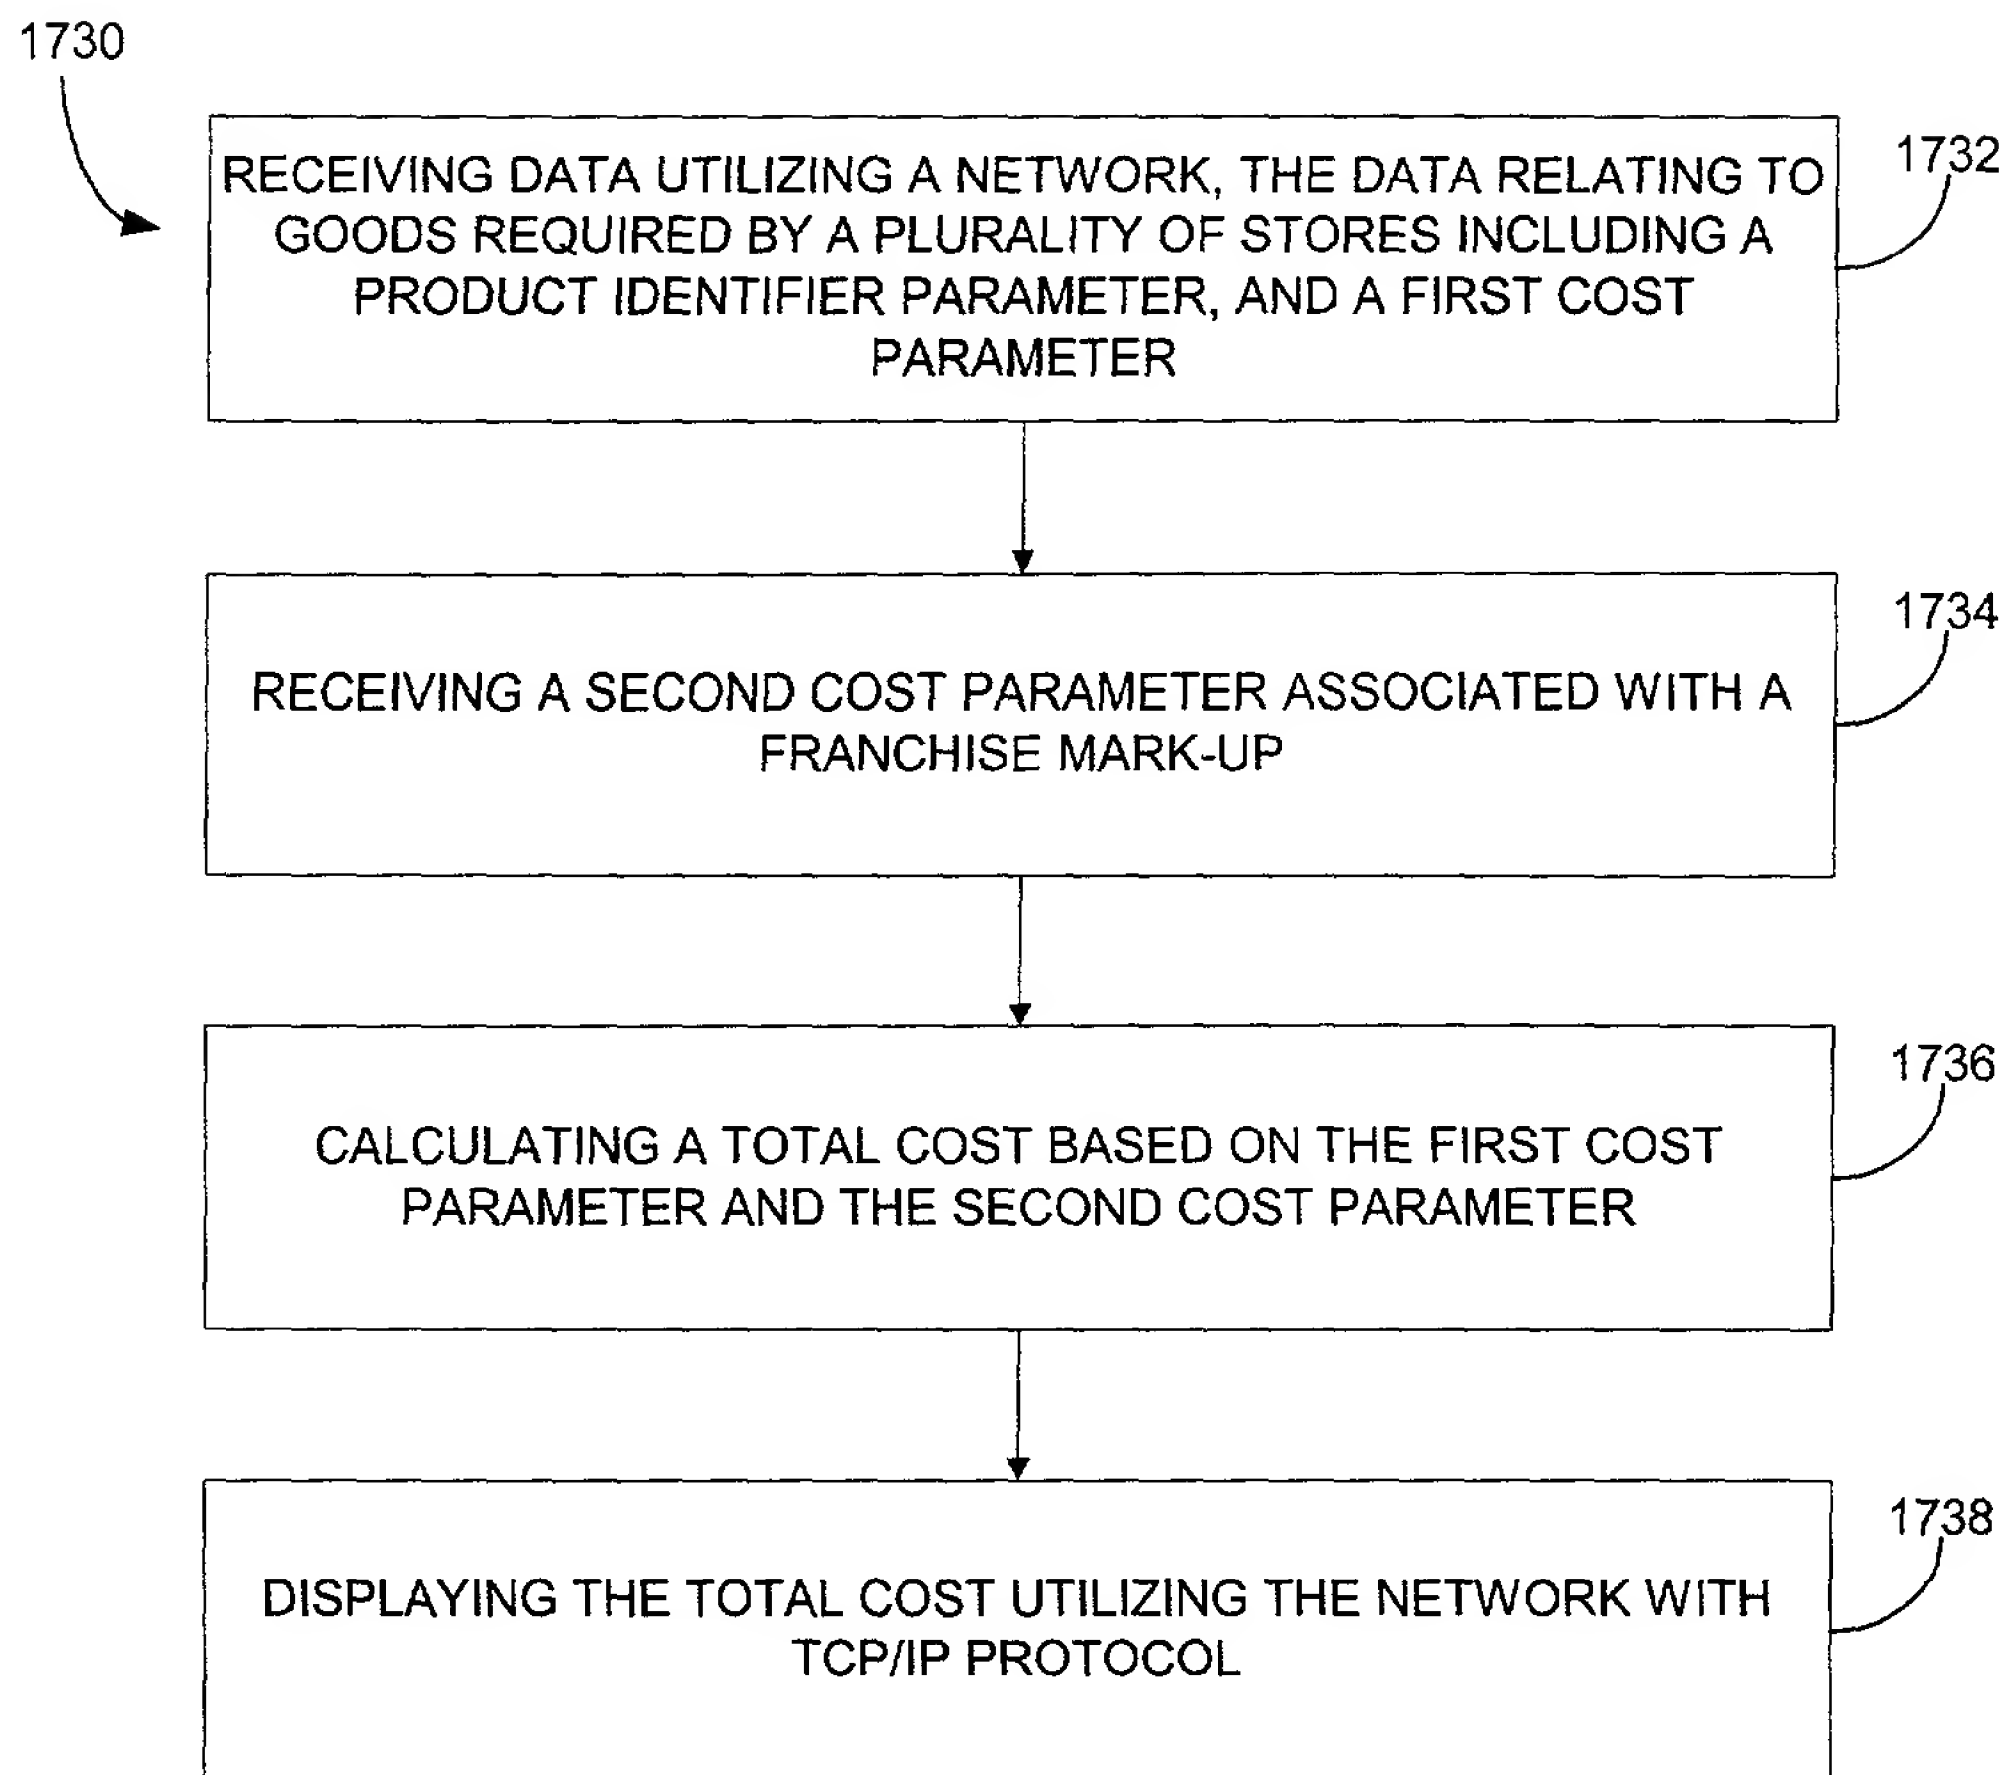 1730
1732
RECEIVING DATA UTILIZING A NETWORK, THE DATA RELATING TO
GOODS REQUIRED BY A PLURALITY OF STORES INCLUDING A
PRODUCT IDENTIFIER PARAMETER, AND A FIRST COST
PARAMETER
1734
RECEIVING A SECOND COST PARAMETER ASSOCIATED WITH A
FRANCHISE MARK-UP
1736
CALCULATING A TOTAL COST BASED ON THE FIRST COST
PARAMETER AND THE SECOND COST PARAMETER
1738
DISPLAYING THE TOTAL COST UTILIZING THE NETWORK WITH
TCP/IP PROTOCOL